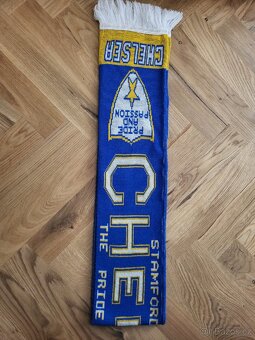 CHELSEA
PRIDE
AND
PASSION
CHE
STAMFORD
THE PRIDE